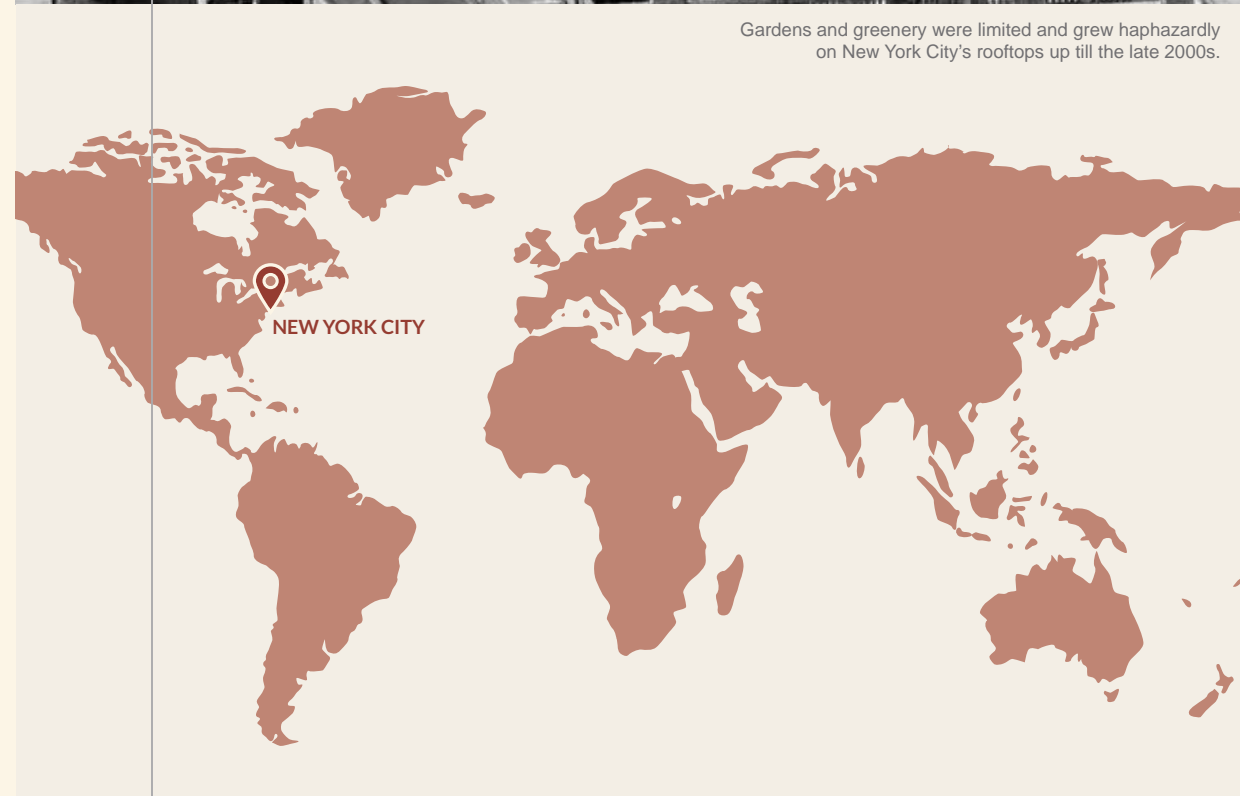 Gardens and greenery were limited and grew haphazardly
on New York City’s rooftops up till the late 2000s.
NEW YORK CITY